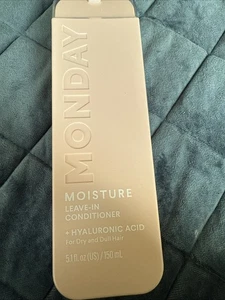 MONDAY
MOISTURE
LEAVE-IN
CONDITIONER
+ HYALURONIC ACID
For Dry and Dull Hair
5.1 fl.oz (US) / 150 mL